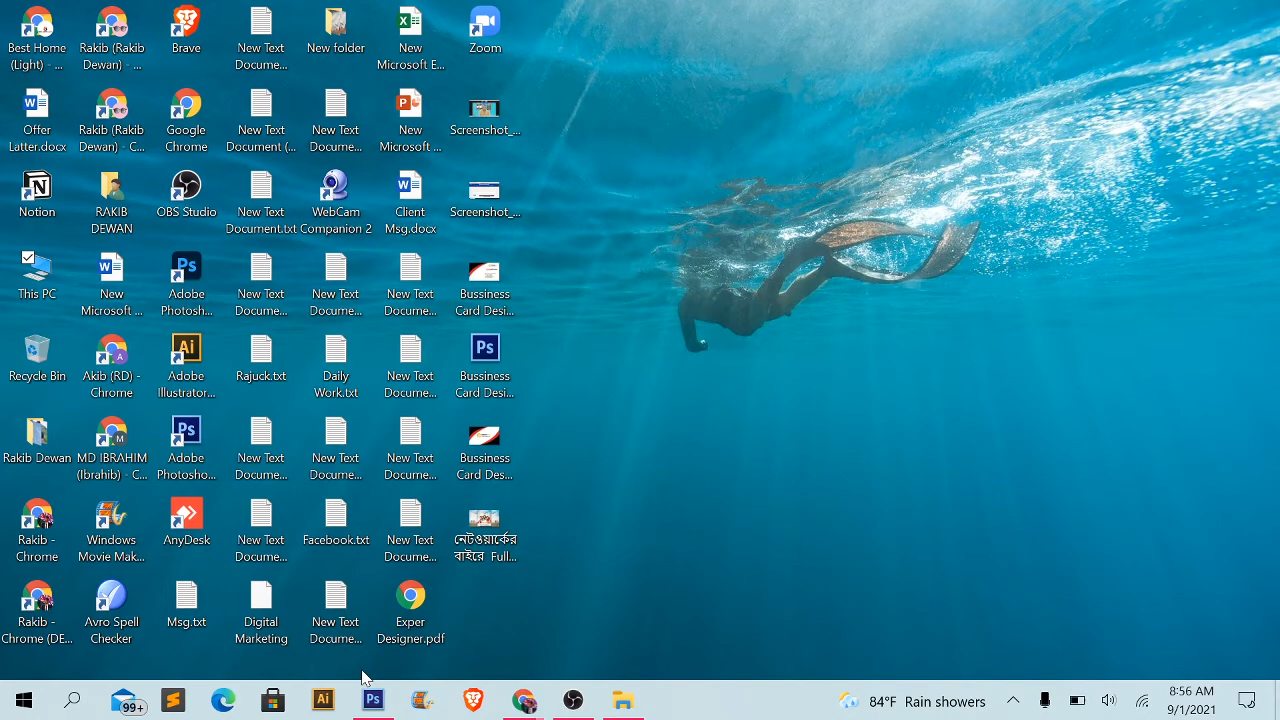 Best Home
(Light) - ...
Rakib (Rakib
Dewan) - ...
Brave
New Text
Docume...
New folder
New
Microsoft E...
Zoom
Offer
Latter.docx
Rakib (Rakib
Dewan) - C...
Google
Chrome
New Text
Document (...
New Text
Docume...
New
Microsoft ...
Screenshot_...
Notion
RAKIB
DEWAN
OBS Studio
New Text
Document.txt
WebCam
Companion 2
Client
Msg.docx
Screenshot_...
This PC
New
Microsoft ...
Ps
Adobe
Photosh...
New Text
Docume...
New Text
Docume...
New Text
Docume...
Bussiness
Card Desi...
Recycle Bin
Akib (RD) -
Chrome
Ai
Adobe
Illustrator...
Rajuck.txt
Daily
Work.txt
New Text
Docume...
Ps
Bussiness
Card Desi...
Rakib Dewan
MD IBRAHIM
(Ibrahib) - C...
Ps
Adobe
Photosho...
New Text
Docume...
New Text
Docume...
New Text
Docume...
Bussiness
Card Des...
Rakib -
Chrome
Windows
Movie Mak...
AnyDesk
New Text
Docume...
Facebook.txt
New Text
Docume...
নেটওয়ার্কের
বাইরে Full...
Rakib -
Chrome (DE...
Avro Spell
Checker
Msg.txt
Digital
Marketing
New Text
Docume...
Exper
Designer.pdf
99+
Ai
Ps
84°F Rain showers
8:56 AM
9/1/2021